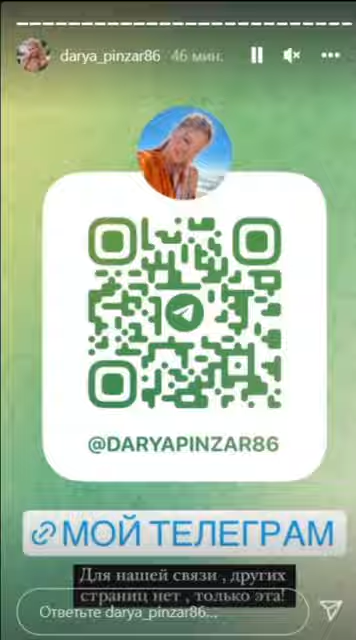 darya_pinzar86 46 мин.
@DARYAPINZAR86
МОЙ ТЕЛЕГРАМ
Для нашей связи , других
страниц нет , только эта!
Ответьте darya_pinzar86...